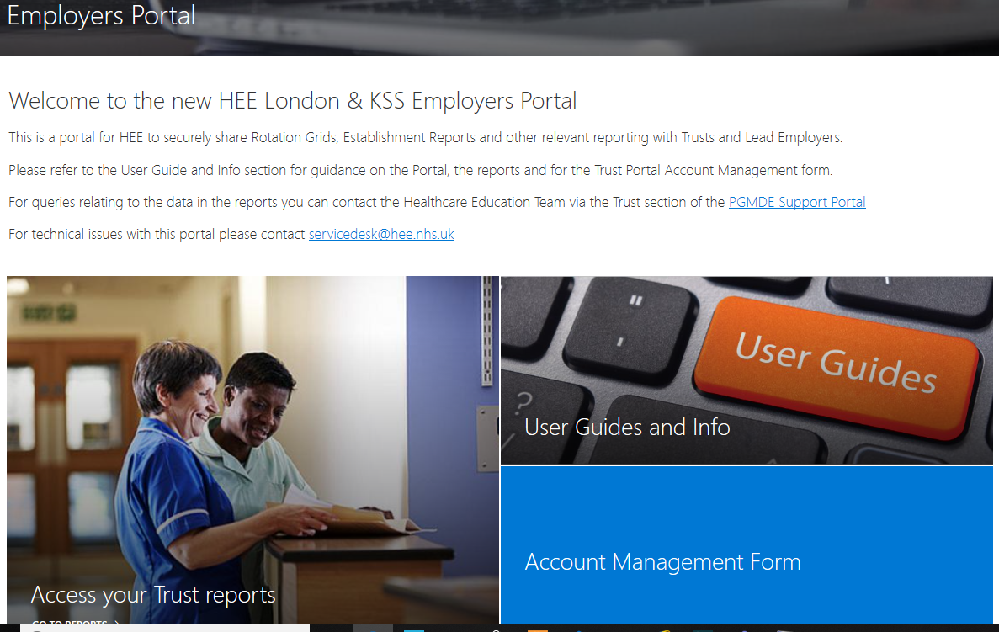 Employers Portal
Welcome to the new HEE London & KSS Employers Portal
This is a portal for HEE to securely share Rotation Grids, Establishment Reports and other relevant reporting with Trusts and Lead Employers.
Please refer to the User Guide and Info section for guidance on the Portal, the reports and for the Trust Portal Account Management form.
For queries relating to the data in the reports you can contact the Healthcare Education Team via the Trust section of the PGMDE Support Portal
For technical issues with this portal please contact servicedesk@hee.nhs.uk
"
User Guides
?
/
User Guides and Info
Account Management Form
Access your Trust reports
GO TO REPORTS